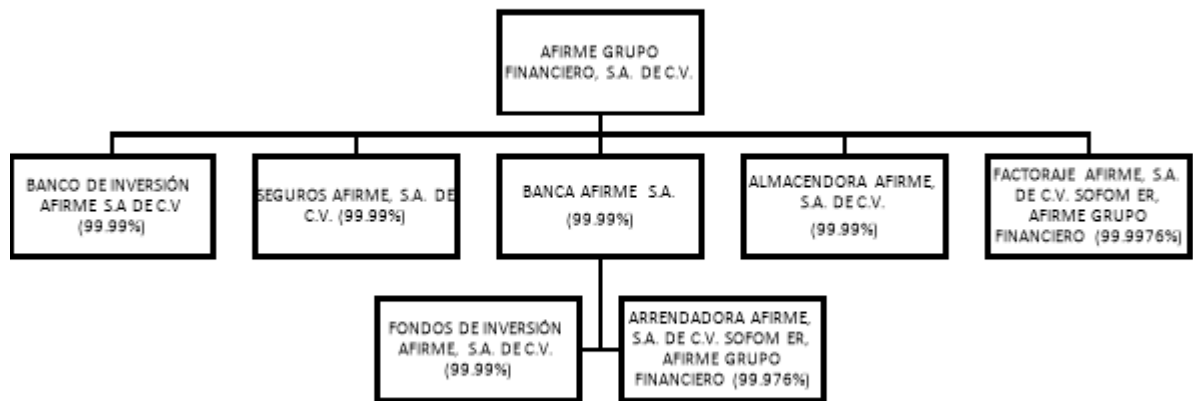 AFIRME GRUPO
FINANCIERO, S.A. DE C.V.
BANCO DE INVERSIÓN
AFIRME S.A DE C.V
(99.99%)
SEGUROS AFIRME, S.A. DE
C.V. (99.99%)
BANCA AFIRME S.A.
(99.99%)
ALMACENDORA AFIRME,
S.A. DE C.V.
(99.99%)
FACTORAJE AFIRME, S.A.
DE C.V. SOFOM ER,
AFIRME GRUPO
FINANCIERO (99.9976%)
FONDOS DE INVERSIÓN
AFIRME, S.A. DE C.V.
(99.99%)
ARRENDADORA AFIRME,
S.A. DE C.V. SOFOM ER,
AFIRME GRUPO
FINANCIERO (99.976%)